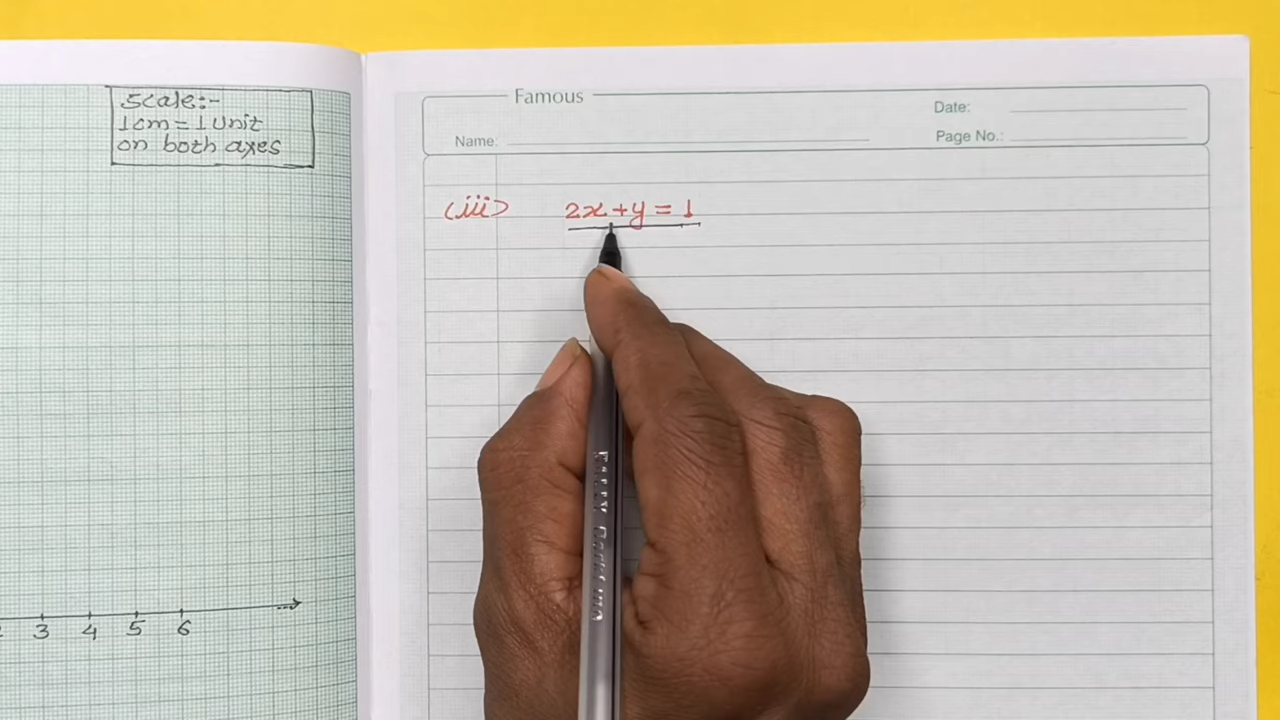 Scale:-
1cm = 1 Unit
on both axes
3 4 5 6
Famous
Date:
Name:
Page No.:
(iii) 2x + y = 1